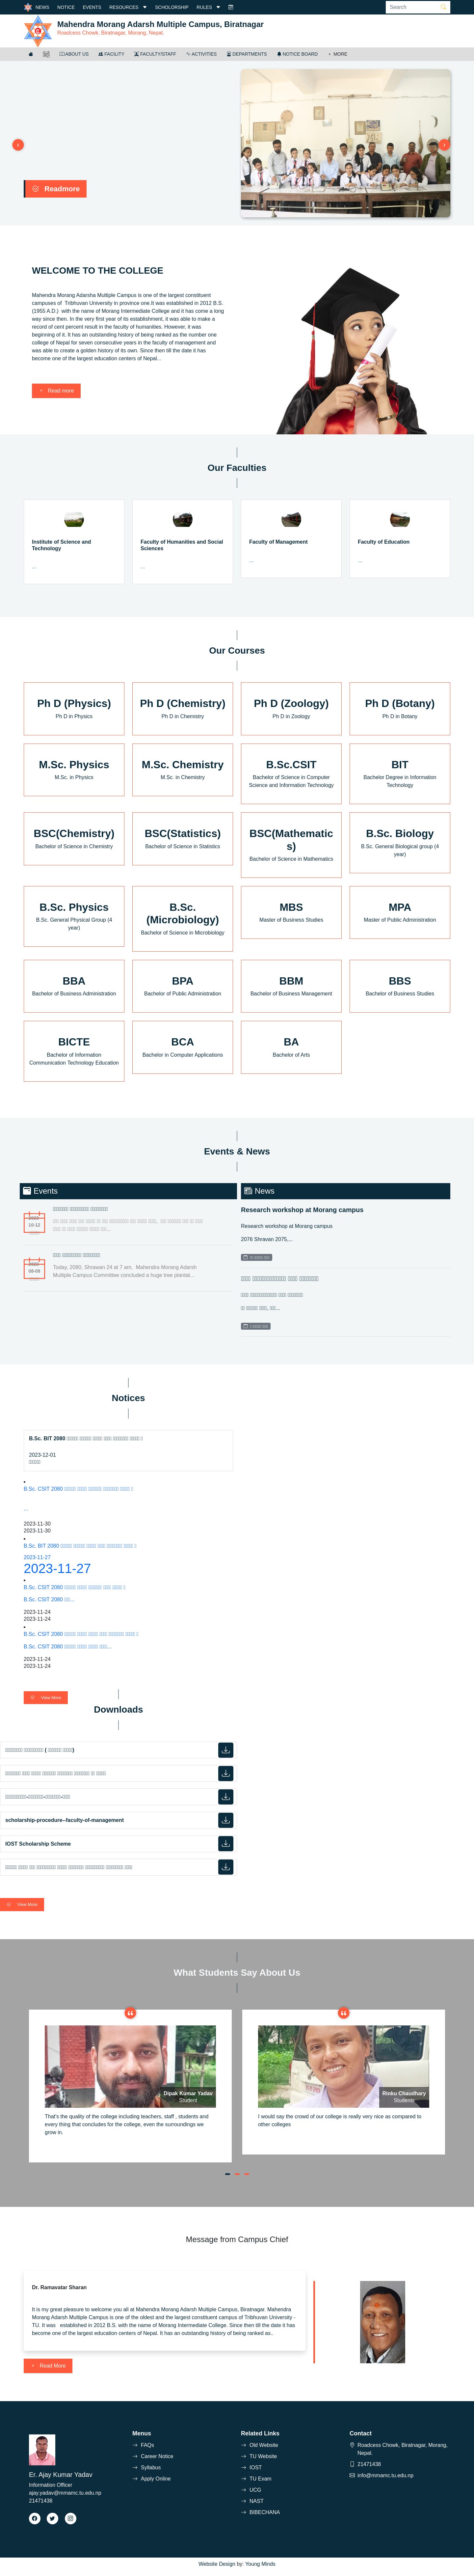 NEWS NOTICE EVENTS RESOURCES SCHOLORSHIP RULES Search
Mahendra Morang Adarsh Multiple Campus, Biratnagar
Roadcess Chowk, Biratnagar, Morang, Nepal.
ABOUT US FACILITY FACULTY/STAFF ACTIVITIES DEPARTMENTS NOTICE BOARD + MORE
Readmore
WELCOME TO THE COLLEGE
Mahendra Morang Adarsha Multiple Campus is one of the largest constituent
campuses of Tribhuvan University in province one.It was established in 2012 B.S.
(1955 A.D.) with the name of Morang Intermediate College and it has come a long
way since then. In the very first year of its establishment, it was able to make a
record of cent percent result in the faculty of humanities. However, it was
beginning of it. It has an outstanding history of being ranked as the number one
college of Nepal for seven consecutive years in the faculty of management and
was able to create a golden history of its own. Since then till the date it has
become one of the largest education centers of Nepal...
Read more
Our Faculties
Institute of Science and
Technology
...
Faculty of Humanities and Social
Sciences
...
Faculty of Management
...
Faculty of Education
...
Our Courses
Ph D (Physics)
Ph D in Physics
Ph D (Chemistry)
Ph D in Chemistry
Ph D (Zoology)
Ph D in Zoology
Ph D (Botany)
Ph D in Botany
M.Sc. Physics
M.Sc. in Physics
M.Sc. Chemistry
M.Sc. in Chemistry
B.Sc.CSIT
Bachelor of Science in Computer
Science and Information Technology
BIT
Bachelor Degree in Information
Technology
BSC(Chemistry)
Bachelor of Science in Chemistry
BSC(Statistics)
Bachelor of Science in Statistics
BSC(Mathematic
s)
Bachelor of Science in Mathematics
B.Sc. Biology
B.Sc. General Biological group (4
year)
B.Sc. Physics
B.Sc. General Physical Group (4
year)
B.Sc.
(Microbiology)
Bachelor of Science in Microbiology
MBS
Master of Business Studies
MPA
Master of Public Administration
BBA
Bachelor of Business Administration
BPA
Bachelor of Public Administration
BBM
Bachelor of Business Management
BBS
Bachelor of Business Studies
BICTE
Bachelor of Information
Communication Technology Education
BCA
Bachelor in Computer Applications
BA
Bachelor of Arts
Events & News
Events
10-12
08-09
Today, 2080, Shrawan 24 at 7 am, Mahendra Morang Adarsh
Multiple Campus Committee concluded a huge tree plantat...
News
Research workshop at Morang campus
Research workshop at Morang campus
2076 Shravan 2075,...
Notices
B.Sc. BIT 2080
2023-12-01
B.Sc. CSIT 2080
...
2023-11-30
2023-11-30
B.Sc, BIT 2080
2023-11-27
2023-11-27
B.Sc. CSIT 2080
B.Sc. CSIT 2080
2023-11-24
2023-11-24
B.Sc. CSIT 2080
B.Sc. CSIT 2080
2023-11-24
2023-11-24
View More
Downloads
scholarship-procedure--faculty-of-management
IOST Scholarship Scheme
View More
What Students Say About Us
Dipak Kumar Yadav
Student
That's the quality of the college including teachers, staff , students and
every thing that concludes for the college, even the surroundings we
grow in.
Rinku Chaudhary
Students
I would say the crowd of our college is really very nice as compared to
other colleges
Message from Campus Chief
Dr. Ramavatar Sharan
It is my great pleasure to welcome you all at Mahendra Morang Adarsh Multiple Campus, Biratnagar. Mahendra
Morang Adarsh Multiple Campus is one of the oldest and the largest constituent campus of Tribhuvan University -
TU. It was established in 2012 B.S. with the name of Morang Intermediate College. Since then till the date it has
become one of the largest education centers of Nepal. It has an outstanding history of being ranked as..
Read More
Er. Ajay Kumar Yadav
Information Officer
ajay.yadav@mmamc.tu.edu.np
21471438
Menus
FAQs
Career Notice
Syllabus
Apply Online
Related Links
Old Website
TU Website
IOST
TU Exam
UCG
NAST
BIBECHANA
Contact
Roadcess Chowk, Biratnagar, Morang,
Nepal.
21471438
info@mmamc.tu.edu.np
Website Design by: Young Minds